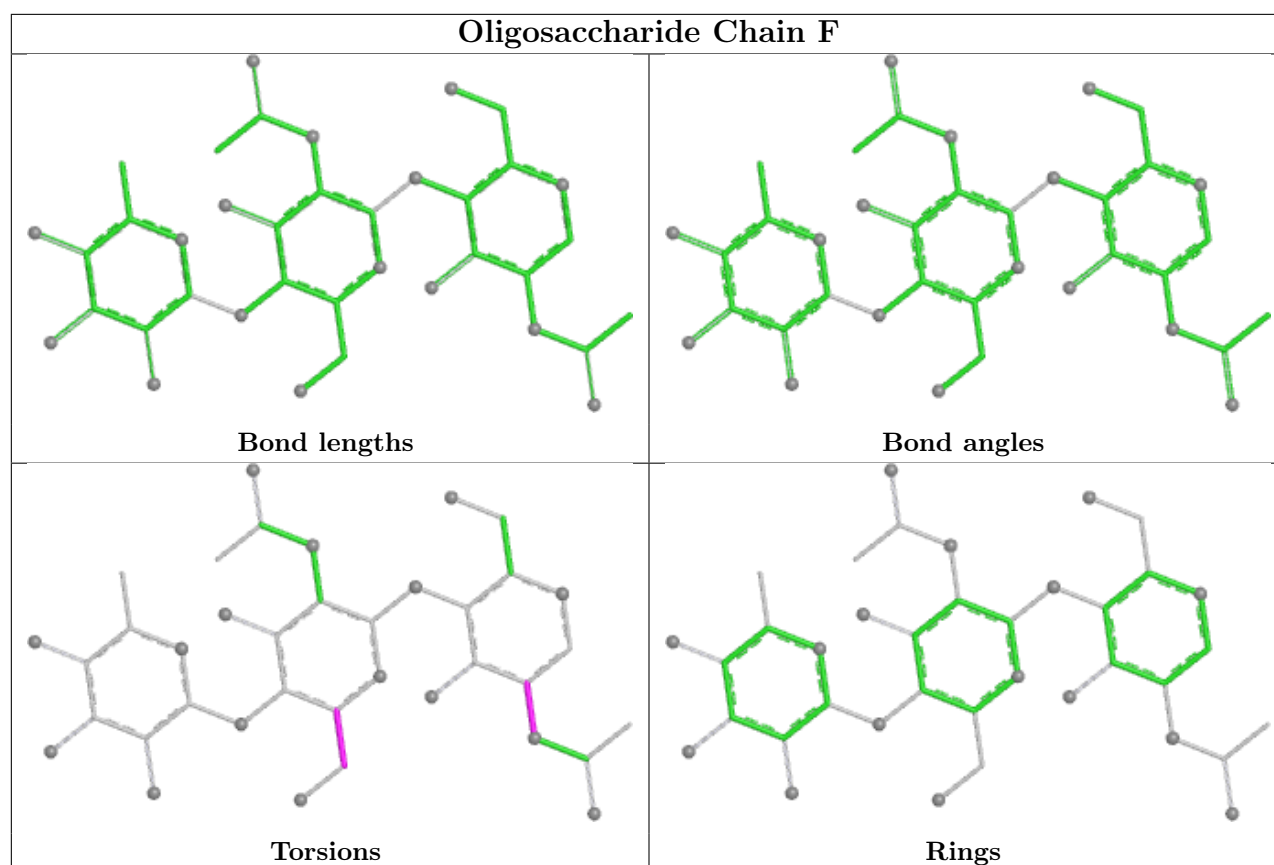 Oligosaccharide Chain F
Bond lengths
Bond angles
Torsions
Rings